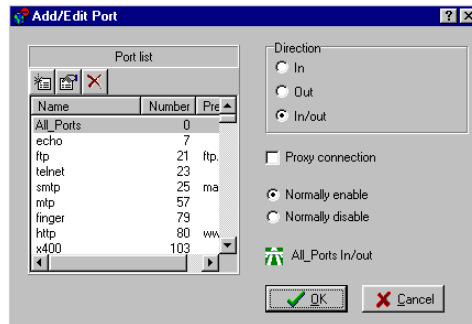 Add/Edit Port
Port list
Name Number Pre
All_Ports 0
echo 7
ftp 21 ftp.
telnet 23
smtp 25 ma
mtp 57
finger 79
http 80 ww
x400 103
Direction
In
Out
In/out
Proxy connection
Normally enable
Normally disable
All_Ports In/out
OK
Cancel